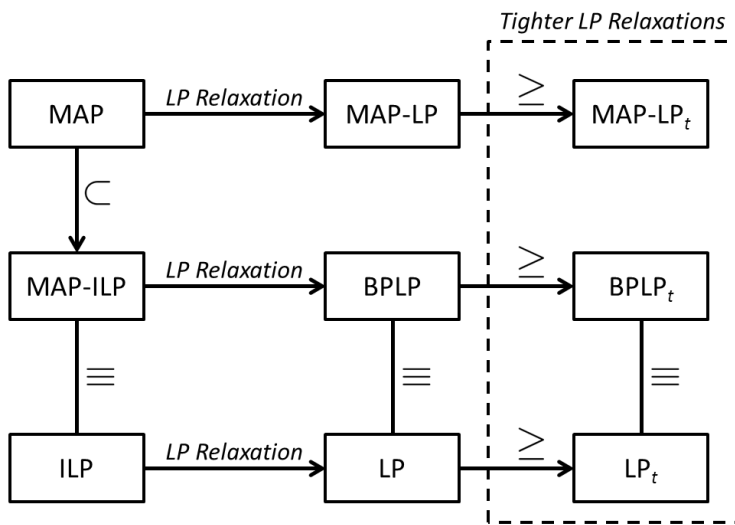 Tighter LP Relaxations
MAP
LP Relaxation
MAP-LP
≥
MAP-LPt
⊂
MAP-ILP
LP Relaxation
BPLP
≥
BPLPt
≡
≡
≡
ILP
LP Relaxation
LP
≥
LPt